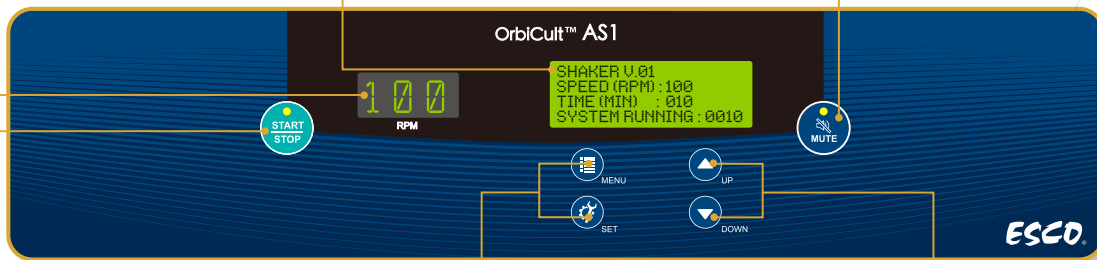 OrbiCult™ AS1
100
RPM
SHAKER V.01
SPEED (RPM) : 100
TIME (MIN) : 010
SYSTEM RUNNING : 0010
START
STOP
MUTE
MENU
UP
SET
DOWN
ESCO®